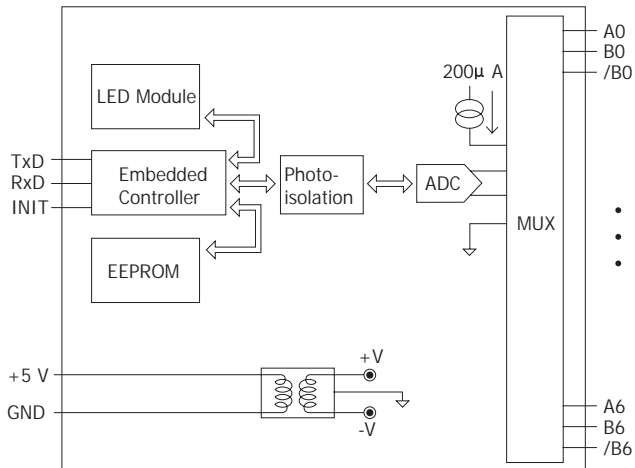 A0
B0
/B0
200μ A
LED Module
TxD
RxD
INIT
Embedded
Controller
Photo-
isolation
ADC
MUX
EEPROM
+5 V
GND
+V
-V
A6
B6
/B6